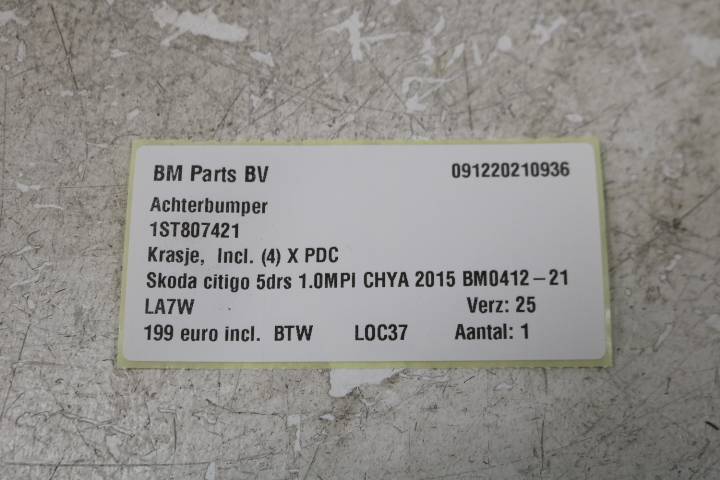 BM Parts BV 091220210936
Achterbumper
1ST807421
Krasje, Incl. (4) X PDC
Skoda citigo 5drs 1.0MPI CHYA 2015 BM0412-21
LA7W Verz: 25
199 euro incl. BTW LOC37 Aantal: 1